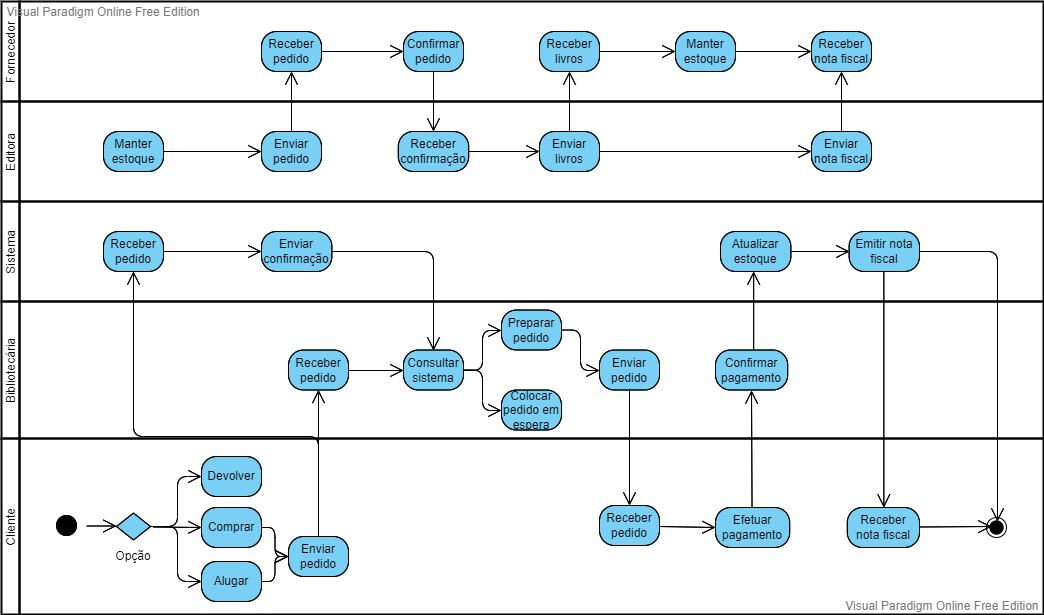 Visual Paradigm Online Free Edition
Fornecedor
Receber
pedido
Confirmar
pedido
Receber
livros
Manter
estoque
Receber
nota fiscal
Editora
Manter
estoque
Enviar
pedido
Receber
confirmação
Enviar
livros
Enviar
nota fiscal
Sistema
Receber
pedido
Enviar
confirmação
Atualizar
estoque
Emitir nota
fiscal
Bibliotecária
Receber
pedido
Consultar
sistema
Preparar
pedido
Colocar
pedido em
espera
Enviar
pedido
Confirmar
pagamento
Cliente
Opção
Devolver
Comprar
Alugar
Enviar
pedido
Receber
pedido
Efetuar
pagamento
Receber
nota fiscal
Visual Paradigm Online Free Edition